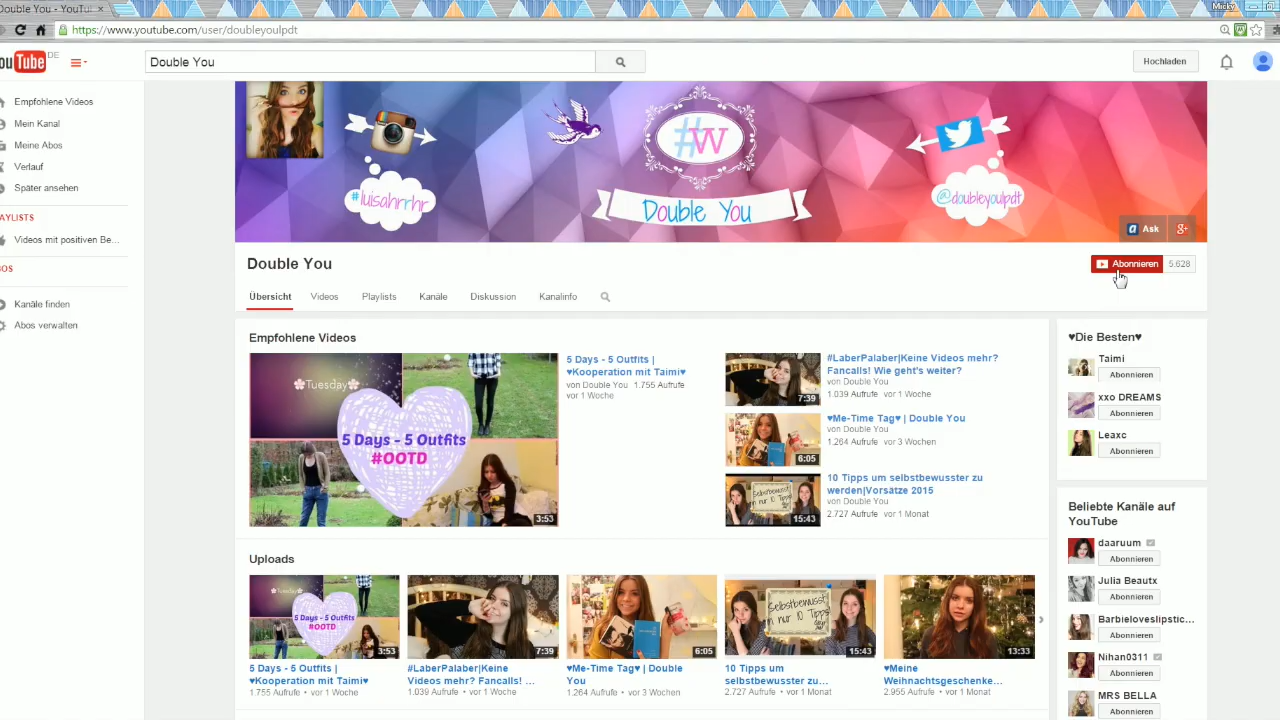 Double You - YouTu
Micky
https://www.youtube.com/user/doubleyoulpdt
YouTube DE
Double You
Hochladen
Empfohlene Videos
Mein Kanal
Meine Abos
Verlauf
Später ansehen
AYLISTS
Videos mit positiven Be...
OS
Kanäle finden
Abos verwalten
#W
#luisahrrhr
Double You
@doubleyoulpdt
Ask
g+
Double You
Abonnieren 5.628
Übersicht Videos Playlists Kanäle Diskussion Kanalinfo
Empfohlene Videos
Tuesday
5 Days - 5 Outfits
#OOTD
3:53
5 Days - 5 Outfits |
♥Kooperation mit Taimi♥
von Double You 1.755 Aufrufe
vor 1 Woche
7:39
#LaberPalaber|Keine Videos mehr?
Fancalls! Wie geht's weiter?
von Double You
1.039 Aufrufe vor 1 Woche
6:05
♥Me-Time Tag♥ | Double You
von Double You
1.264 Aufrufe vor 3 Wochen
Selbstbewusst
in nur 10 Tipps
15:43
10 Tipps um selbstbewusster zu
werden|Vorsätze 2015
von Double You
2.727 Aufrufe vor 1 Monat
♥Die Besten♥
Taimi
Abonnieren
xxo DREAMS
Abonnieren
Leaxc
Abonnieren
Beliebte Kanäle auf
YouTube
daaruum
Abonnieren
Julia Beautx
Abonnieren
Barbieloveslipstic...
Abonnieren
Nihan0311
Abonnieren
MRS BELLA
Abonnieren
Uploads
Tuesday
5 Days - 5 Outfits
#OOTD
3:53
5 Days - 5 Outfits |
♥Kooperation mit Taimi♥
1.755 Aufrufe • vor 1 Woche
7:39
#LaberPalaber|Keine
Videos mehr? Fancalls! ...
1.039 Aufrufe • vor 1 Woche
6:05
♥Me-Time Tag♥ | Double
You
1.264 Aufrufe • vor 3 Wochen
Selbstbewusst
in nur 10 Tipps
15:43
10 Tipps um
selbstbewusster zu...
2.727 Aufrufe • vor 1 Monat
13:33
♥Meine
Weihnachtsgeschenke...
2.955 Aufrufe • vor 1 Monat